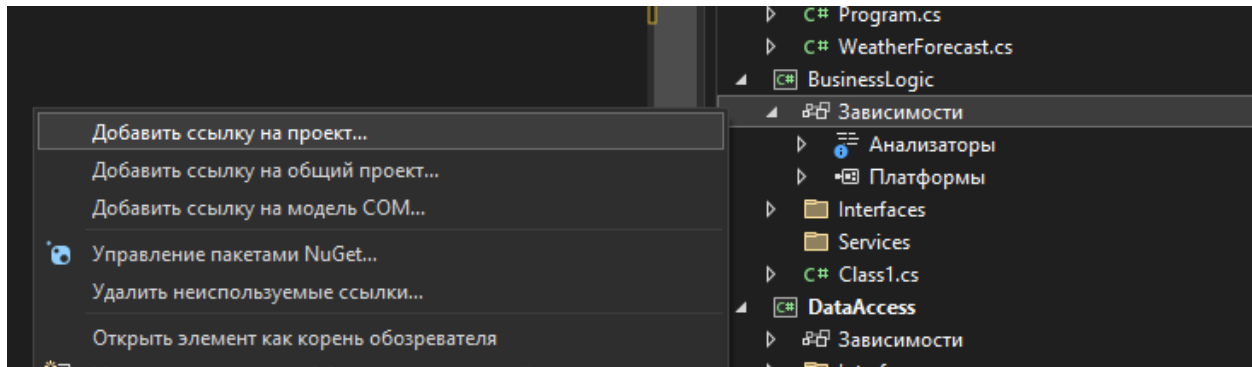 C# Program.cs
C# WeatherForecast.cs
C# BusinessLogic
Зависимости
Анализаторы
Платформы
Interfaces
Services
C# Class1.cs
C# DataAccess
Зависимости
Добавить ссылку на проект...
Добавить ссылку на общий проект...
Добавить ссылку на модель COM...
Управление пакетами NuGet...
Удалить неиспользуемые ссылки...
Открыть элемент как корень обозревателя